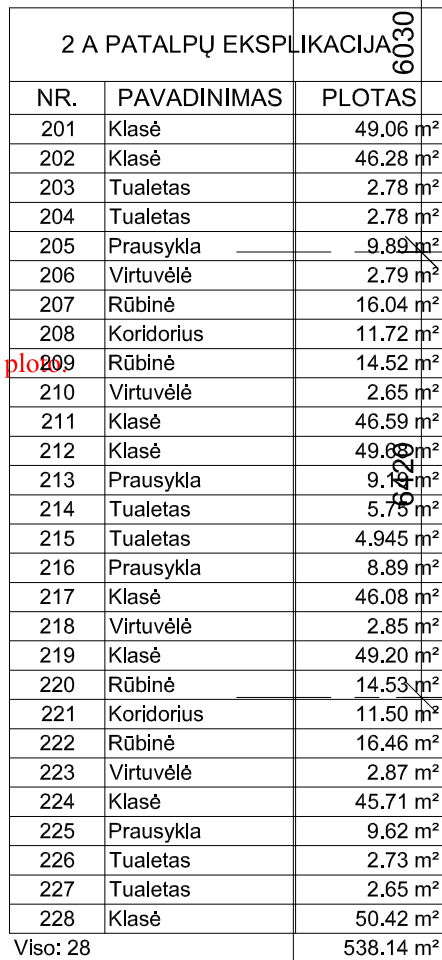 6030
2 A PATALPŲ EKSPLIKACIJA
NR. PAVADINIMAS PLOTAS
201 Klasė 49.06 m²
202 Klasė 46.28 m²
203 Tualetas 2.78 m²
204 Tualetas 2.78 m²
205 Prausykla 9.89 m²
206 Virtuvėlė 2.79 m²
207 Rūbinė 16.04 m²
208 Koridorius 11.72 m²
ploto.
209 Rūbinė 14.52 m²
210 Virtuvėlė 2.65 m²
211 Klasė 46.59 m²
212 Klasė 49.68 m²
6420
213 Prausykla m²
214 Tualetas 5.75 m²
215 Tualetas 4.945 m²
216 Prausykla 8.89 m²
217 Klasė 46.08 m²
218 Virtuvėlė 2.85 m²
219 Klasė 49.20 m²
220 Rūbinė 14.53 m²
221 Koridorius 11.50 m²
222 Rūbinė 16.46 m²
223 Virtuvėlė 2.87 m²
224 Klasė 45.71 m²
225 Prausykla 9.62 m²
226 Tualetas 2.73 m²
227 Tualetas 2.65 m²
228 Klasė 50.42 m²
Viso: 28 538.14 m²